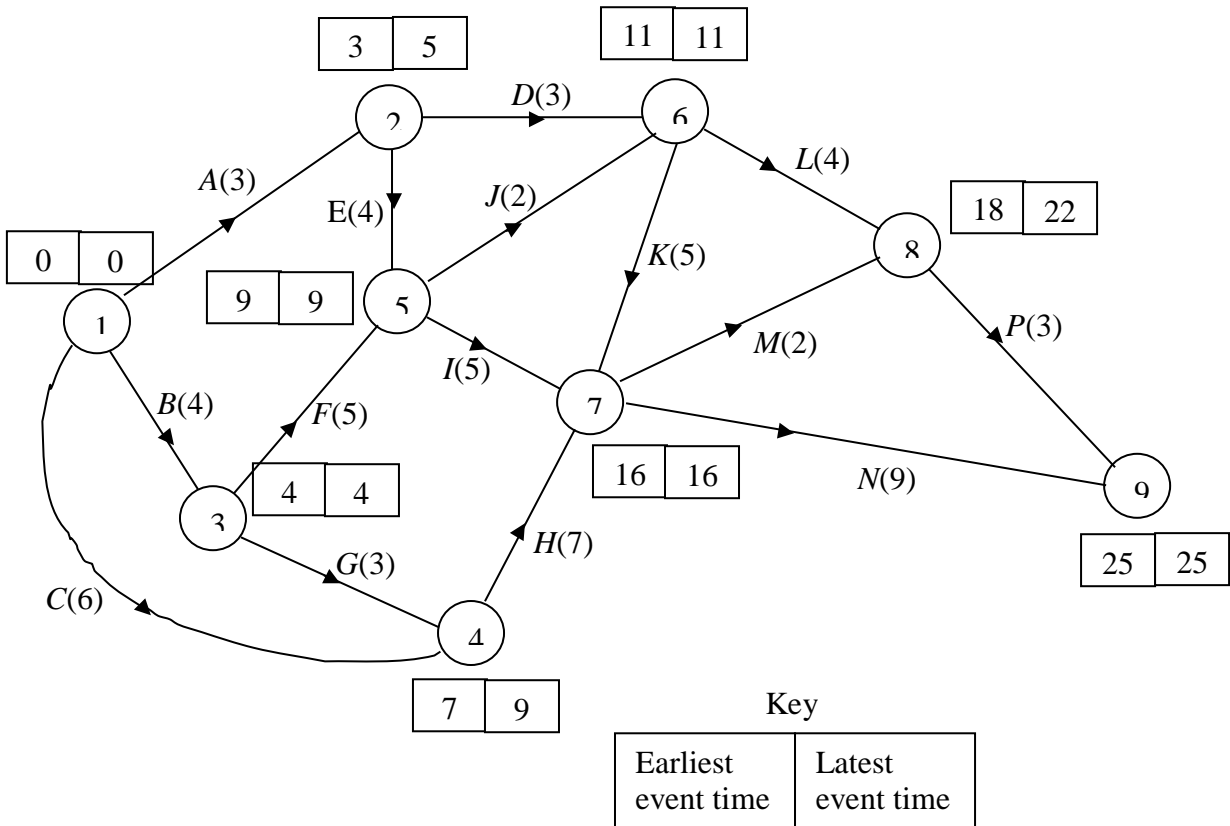 3 5
11 11
D(3)
2
6
A(3)
L(4)
E(4)
J(2)
18 22
0 0
K(5)
8
9 9
5
1
P(3)
M(2)
I(5)
B(4)
F(5)
7
16 16
N(9)
9
4 4
3
H(7)
G(3)
25 25
C(6)
4
7 9
Key
Earliest
event time
Latest
event time